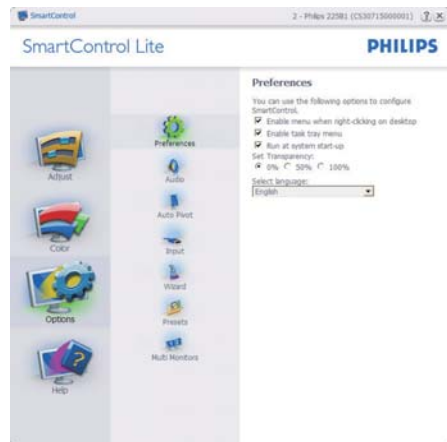 SmartControl
2 - Philips 225B1 (CS30715000001)
SmartControl Lite
PHILIPS
Adjust
Color
Options
Help
Preferences
Audio
Auto Pivot
Input
Wizard
Presets
Multi Monitors
Preferences
You can use the following options to configure
SmartControl.
Enable menu when right-clicking on desktop
Enable task tray menu
Run at system start-up
Set Transparency:
0% 50% 100%
Select language:
English